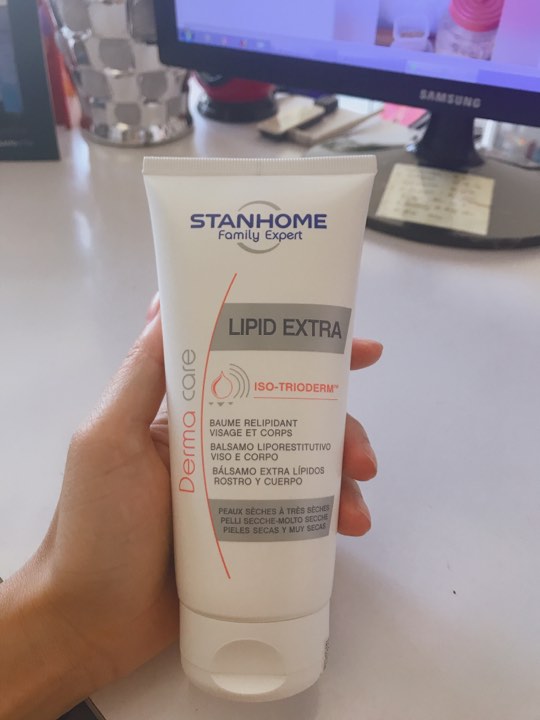 SAMSUNG
STANHOME
Family Expert
LIPID EXTRA
ISO-TRIODERM™
Derma care
BAUME RELIPIDANT
VISAGE ET CORPS
BALSAMO LIPORESTITUTIVO
VISO E CORPO
BÁLSAMO EXTRA LÍPIDOS
ROSTRO Y CUERPO
PEAUX SÈCHES À TRÈS SÈCHES
PELLI SECCHE-MOLTO SECCHE
PIELES SECAS Y MUY SECAS